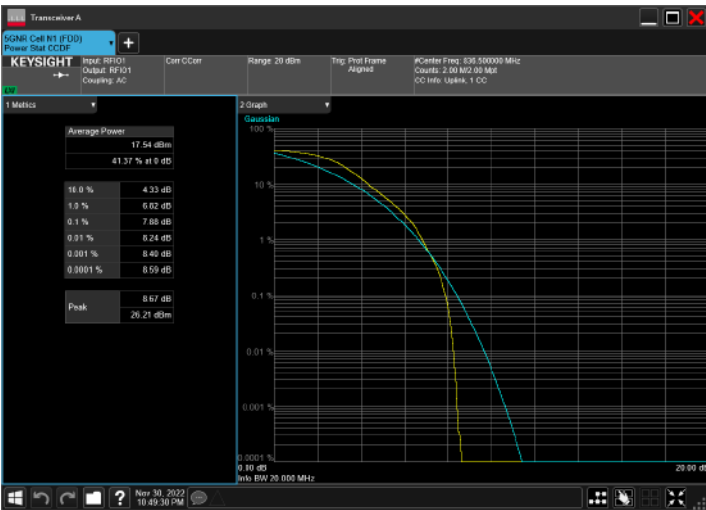 Transceiver A
5GNR Cell N1 (FDD)
Power Stat CCDF
KEYSIGHT
Input: RFIO1
Output: RFIO1
Coupling: AC
Corr CCorr
Range: 20 dBm
Trig: Prot Frame
Aligned
#Center Freq: 836.500000 MHz
Counts: 2.00 M/2.00 Mpt
CC Info: Uplink, 1 CC
1 Metrics
Average Power
17.54 dBm
41.37 % at 0 dB
10.0 % 4.33 dB
1.0 % 6.82 dB
0.1 % 7.88 dB
0.01 % 8.24 dB
0.001 % 8.40 dB
0.0001 % 8.59 dB
Peak
8.67 dB
26.21 dBm
2 Graph
Gaussian
100 %
10 %
1 %
0.1 %
0.01 %
0.001 %
0.0001 %
0.00 dB
20.00 dB
Info BW 20.000 MHz
?
Nov 30, 2022
10:49:30 PM